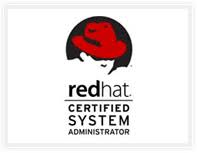 redhat.
CERTIFIED
SYSTEM
ADMINISTRATOR